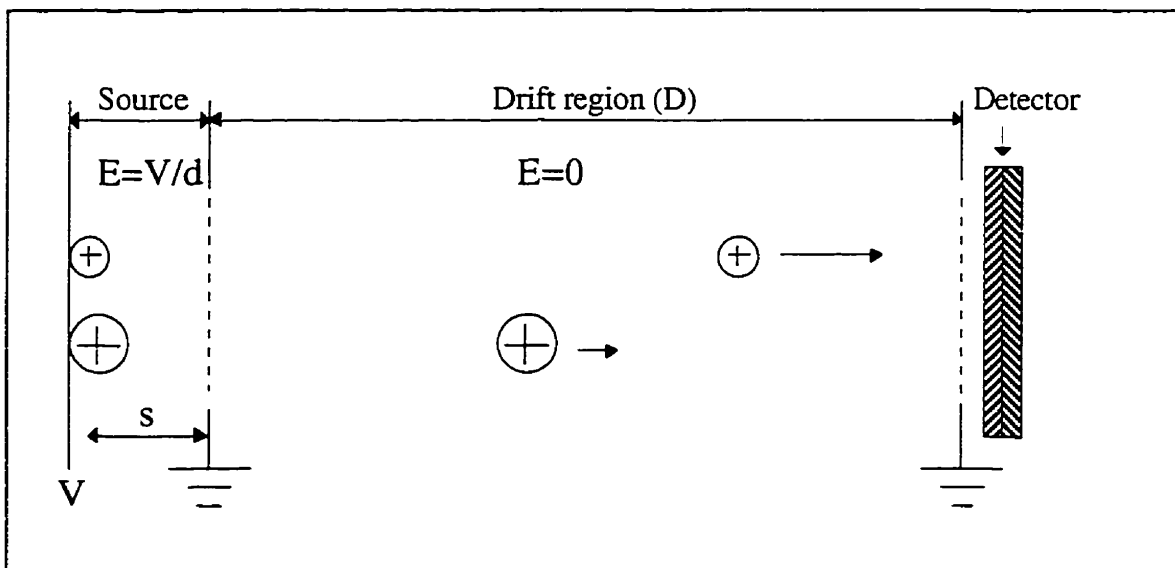 Source Drift region (D) Detector
E=V/d E=0
+ +
+ +
s
V